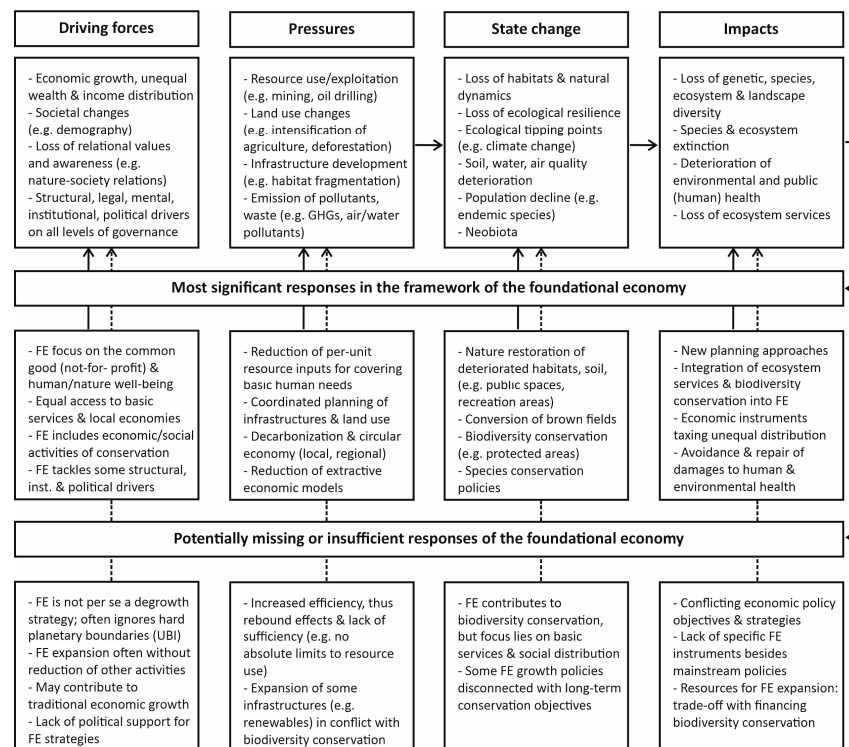 Driving forces
Pressures
State change
Impacts
- Economic growth, unequal
wealth & income distribution
- Societal changes
(e.g. demography)
- Loss of relational values
and awareness (e.g.
nature-society relations)
- Structural, legal, mental,
institutional, political drivers
on all levels of governance
- Resource use/exploitation
(e.g. mining, oil drilling)
- Land use changes
(e.g. intensification of
agriculture, deforestation)
- Infrastructure development
(e.g. habitat fragmentation)
- Emission of pollutants,
waste (e.g. GHGs, air/water
pollutants)
- Loss of habitats & natural
dynamics
- Loss of ecological resilience
- Ecological tipping points
(e.g. climate change)
- Soil, water, air quality
deterioration
- Population decline (e.g.
endemic species)
- Neobiota
- Loss of genetic, species,
ecosystem & landscape
diversity
- Species & ecosystem
extinction
- Deterioration of
environmental and public
(human) health
- Loss of ecosystem services
Most significant responses in the framework of the foundational economy
- FE focus on the common
good (not-for- profit) &
human/nature well-being
- Equal access to basic
services & local economies
- FE includes economic/social
activities of conservation
- FE tackles some structural,
inst. & political drivers
- Reduction of per-unit
resource inputs for covering
basic human needs
- Coordinated planning of
infrastructures & land use
- Decarbonization & circular
economy (local, regional)
- Reduction of extractive
economic models
- Nature restoration of
deteriorated habitats, soil,
(e.g. public spaces,
recreation areas)
- Conversion of brown fields
- Biodiversity conservation
(e.g. protected areas)
- Species conservation
policies
- New planning approaches
- Integration of ecosystem
services & biodiversity
conservation into FE
- Economic instruments
taxing unequal distribution
- Avoidance & repair of
damages to human &
environmental health
Potentially missing or insufficient responses of the foundational economy
- FE is not per se a degrowth
strategy; often ignores hard
planetary boundaries (UBI)
- FE expansion often without
reduction of other activities
- May contribute to
traditional economic growth
- Lack of political support for
FE strategies
- Increased efficiency, thus
rebound effects & lack of
sufficiency (e.g. no
absolute limits to resource
use)
- Expansion of some
infrastructures (e.g.
renewables) in conflict with
biodiversity conservation
- FE contributes to
biodiversity conservation,
but focus lies on basic
services & social distribution
- Some FE growth policies
disconnected with long-term
conservation objectives
- Conflicting economic policy
objectives & strategies
- Lack of specific FE
instruments besides
mainstream policies
- Resources for FE expansion:
trade-off with financing
biodiversity conservation